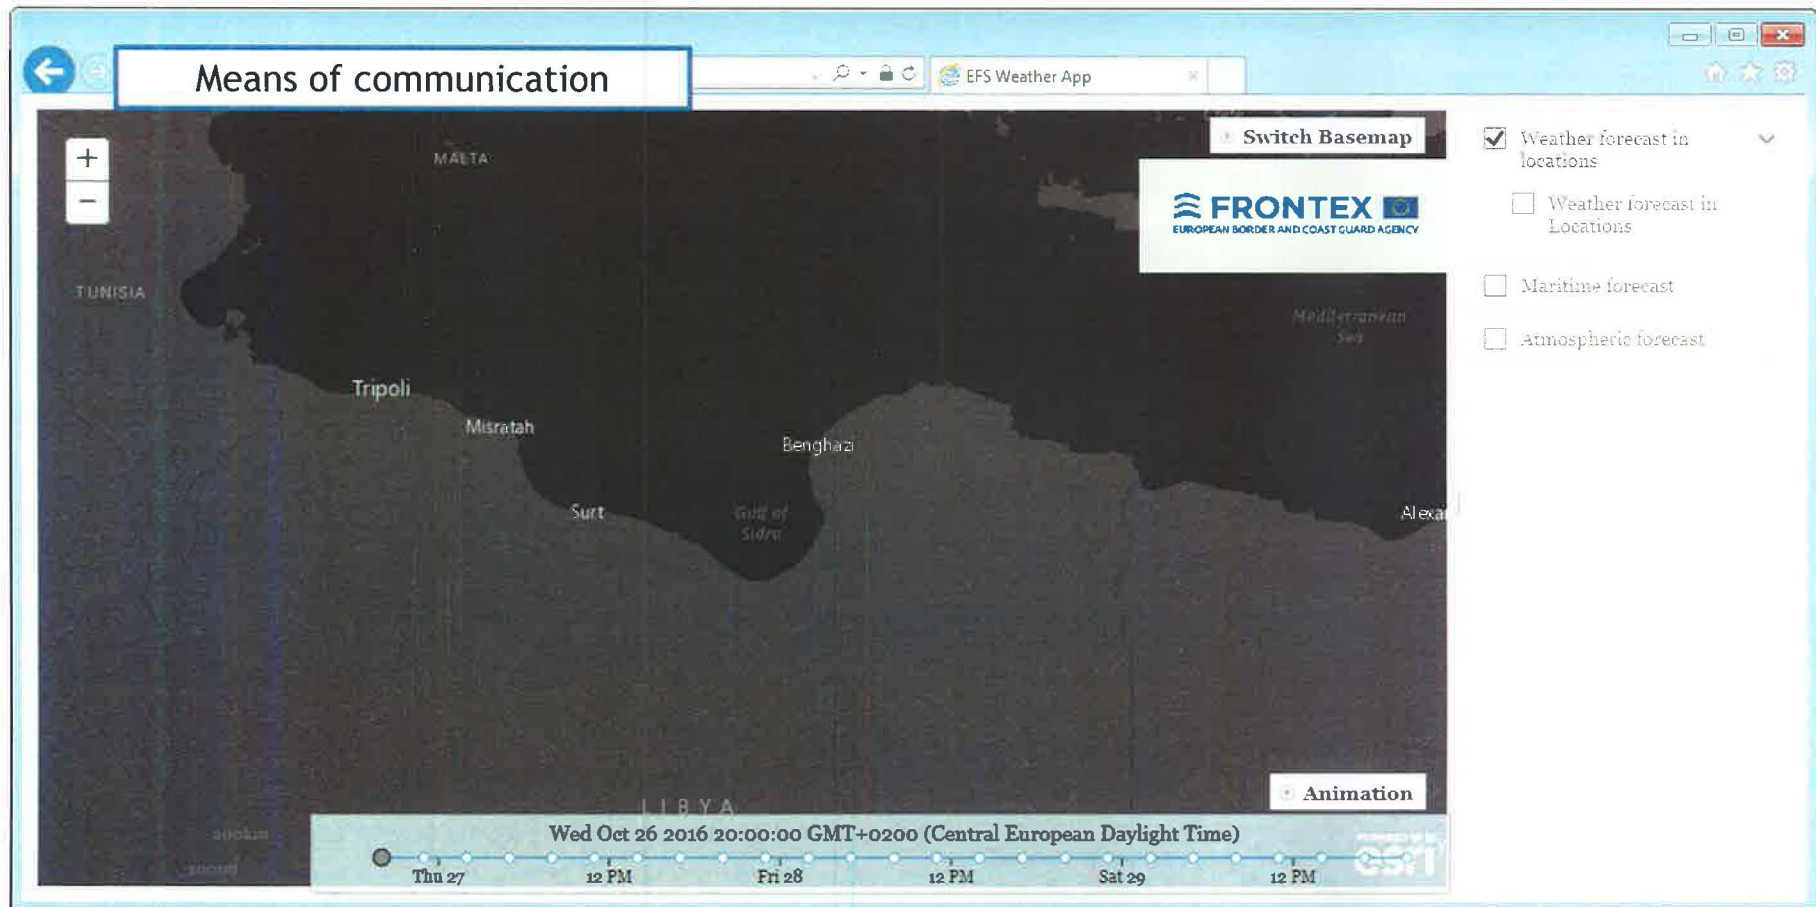 Means of communication
EFS Weather App
+
−
MALTA
TUNISIA
Tripoli
Misratah
Surt
Benghazi
Gulf of
Sidra
Mediterranean
Sea
LIBYA
Switch Basemap
FRONTEX
EUROPEAN BORDER AND COAST GUARD AGENCY
Animation
Wed Oct 26 2016 20:00:00 GMT+0200 (Central European Daylight Time)
Thu 27
12 PM
Fri 28
12 PM
Sat 29
12 PM
esri
Weather forecast in
locations
Weather forecast in
Locations
Maritime forecast
Atmospheric forecast